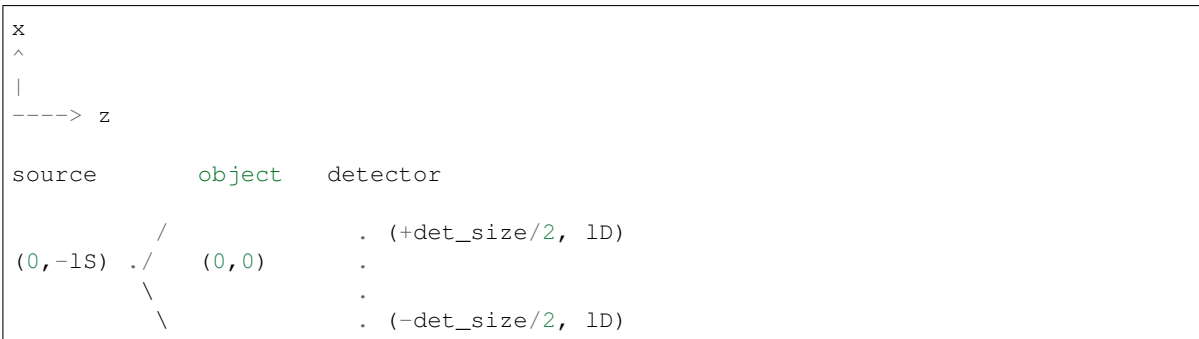 x
^
|
----> z
source object detector
/ . (+det_size/2, lD)
(0,-lS) ./ (0,0) .
\ .
\ . (-det_size/2, lD)